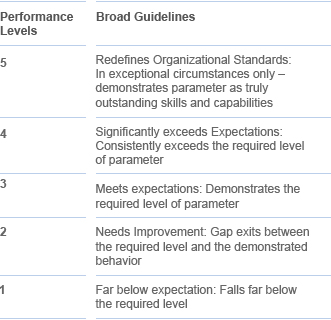 Performance Levels
Broad Guidelines
5
Redefines Organizational Standards:
In exceptional circumstances only –
demonstrates parameter as truly
outstanding skills and capabilities
4
Significantly exceeds Expectations:
Consistently exceeds the required level
of parameter
3
Meets expectations: Demonstrates the
required level of parameter
2
Needs Improvement: Gap exits between
the required level and the demonstrated
behavior
1
Far below expectation: Falls far below
the required level